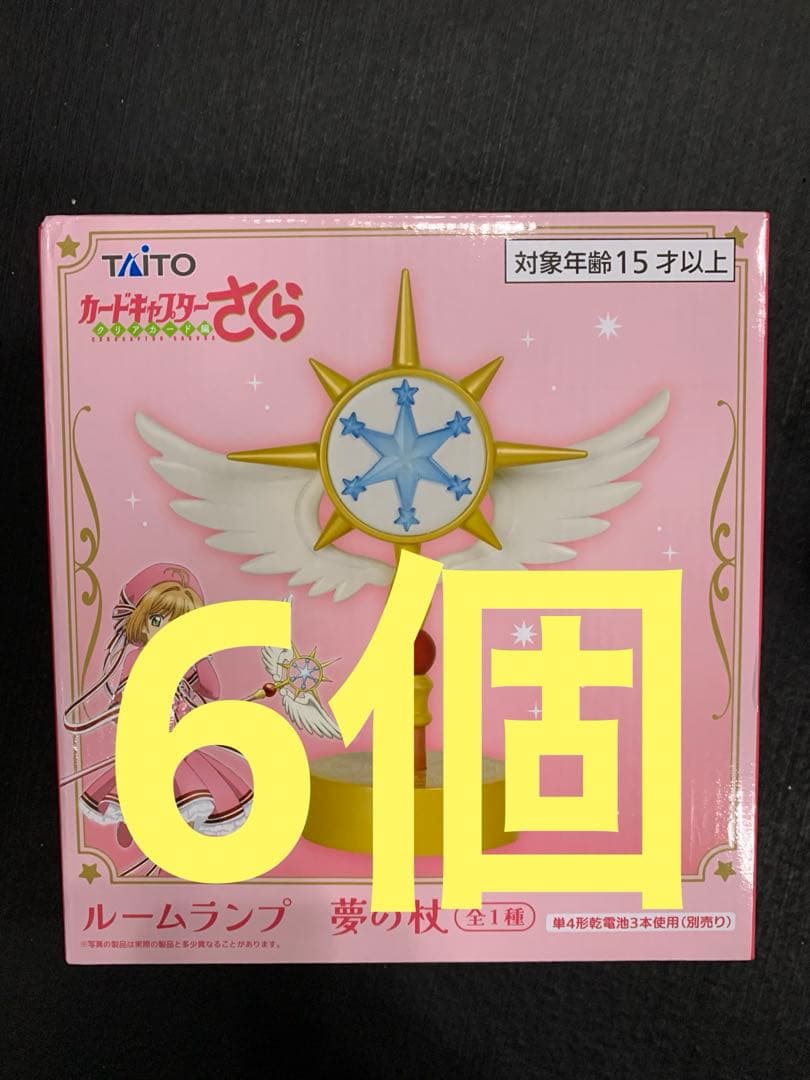 TAITO
対象年齢15才以上
カードキャプターさくら
クリアカード編
CARDCAPTOR SAKURA
6個
ルームランプ 夢の杖 全1種
単4形乾電池3本使用(別売り)
※写真の製品は実際の製品と多少異なることがあります。